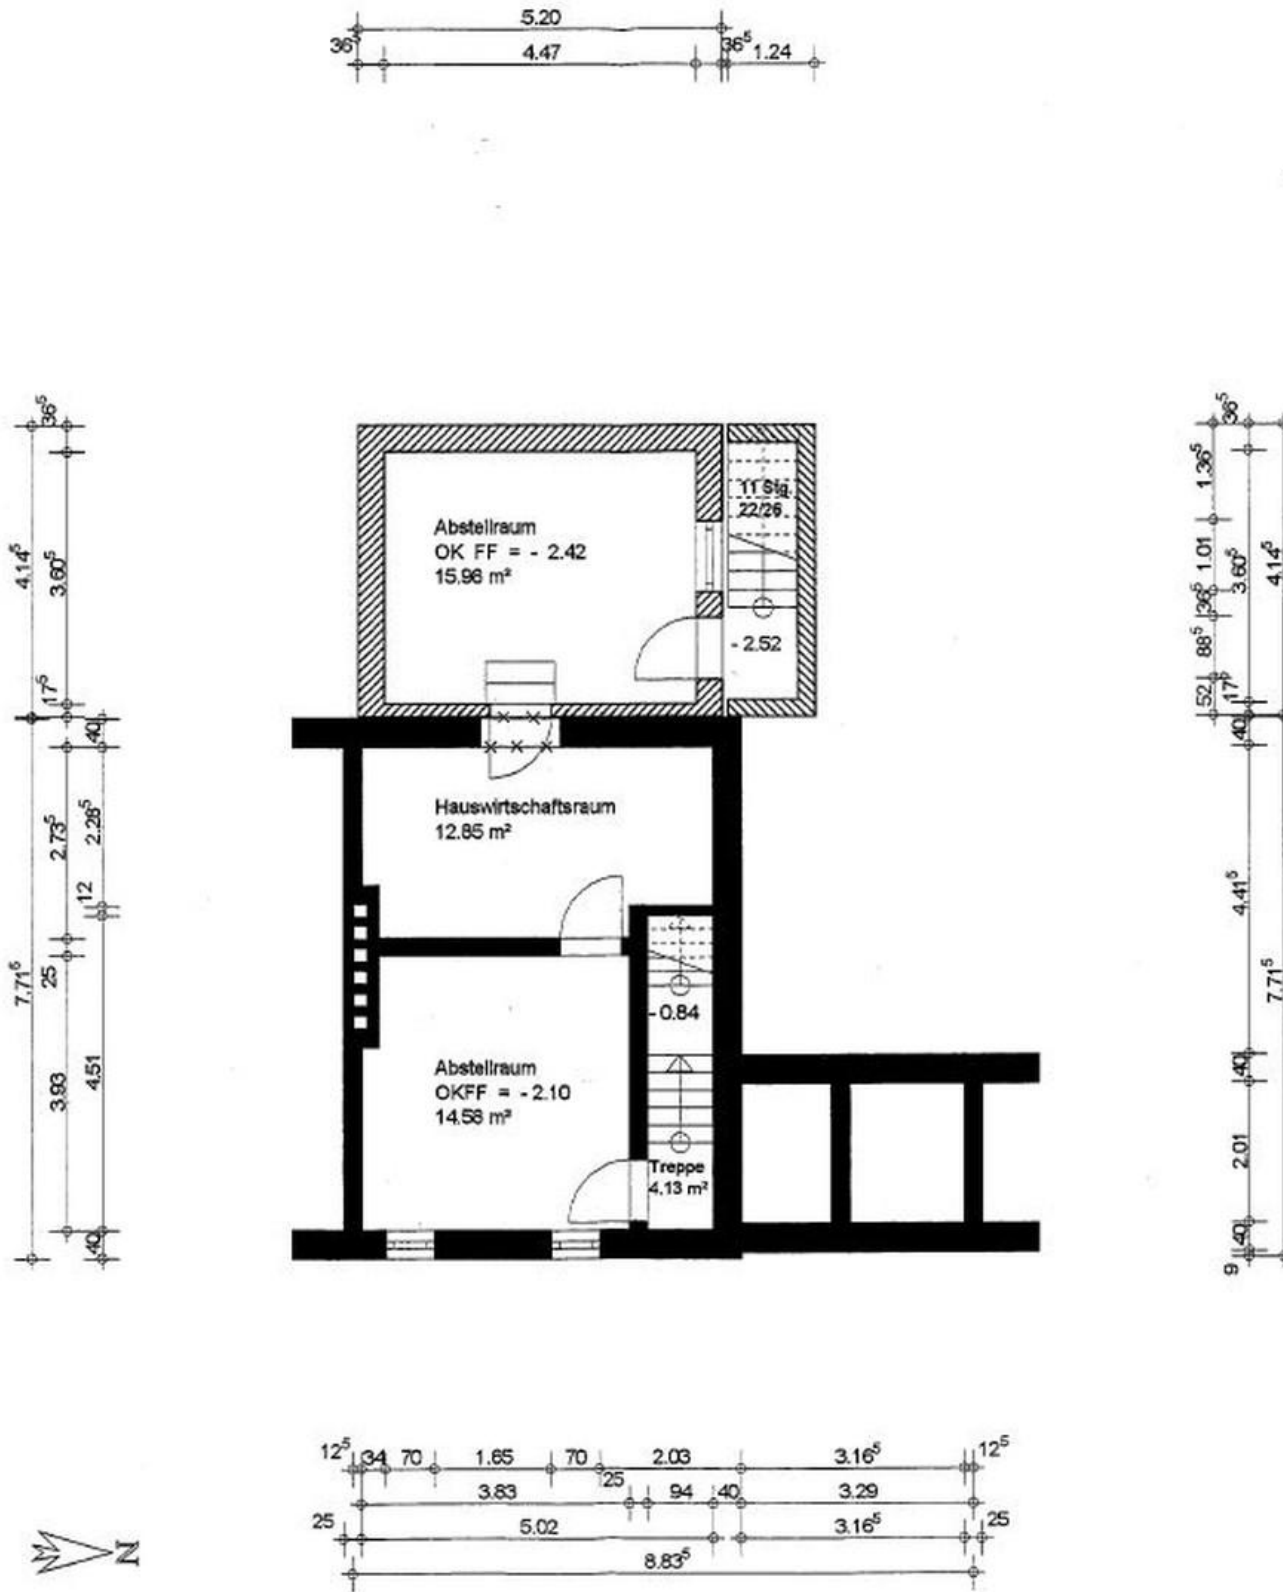 5.20
36⁵ 4.47 36⁵ 1.24
36⁵
4.14⁵
3.60⁵
17⁵
40
2.73⁵
2.28⁵
12
7.71⁵
25
3.93
4.51
40
Abstellraum
OK FF = - 2.42
15.96 m²
11 Stg.
22/26
- 2.52
Hauswirtschaftsraum
12.85 m²
- 0.84
Abstellraum
OKFF = - 2.10
14.58 m²
Treppe
4.13 m²
36⁵
1.36⁵
1.01
3.60⁵
4.14⁵
36⁵
88⁵
52
17⁵
40
4.41⁵
7.71⁵
40
2.01
40
9
12⁵ 34 70 1.65 70 2.03 3.16⁵ 12⁵
3.83 25 94 40 3.29
25 5.02 3.16⁵ 25
8.83⁵
N